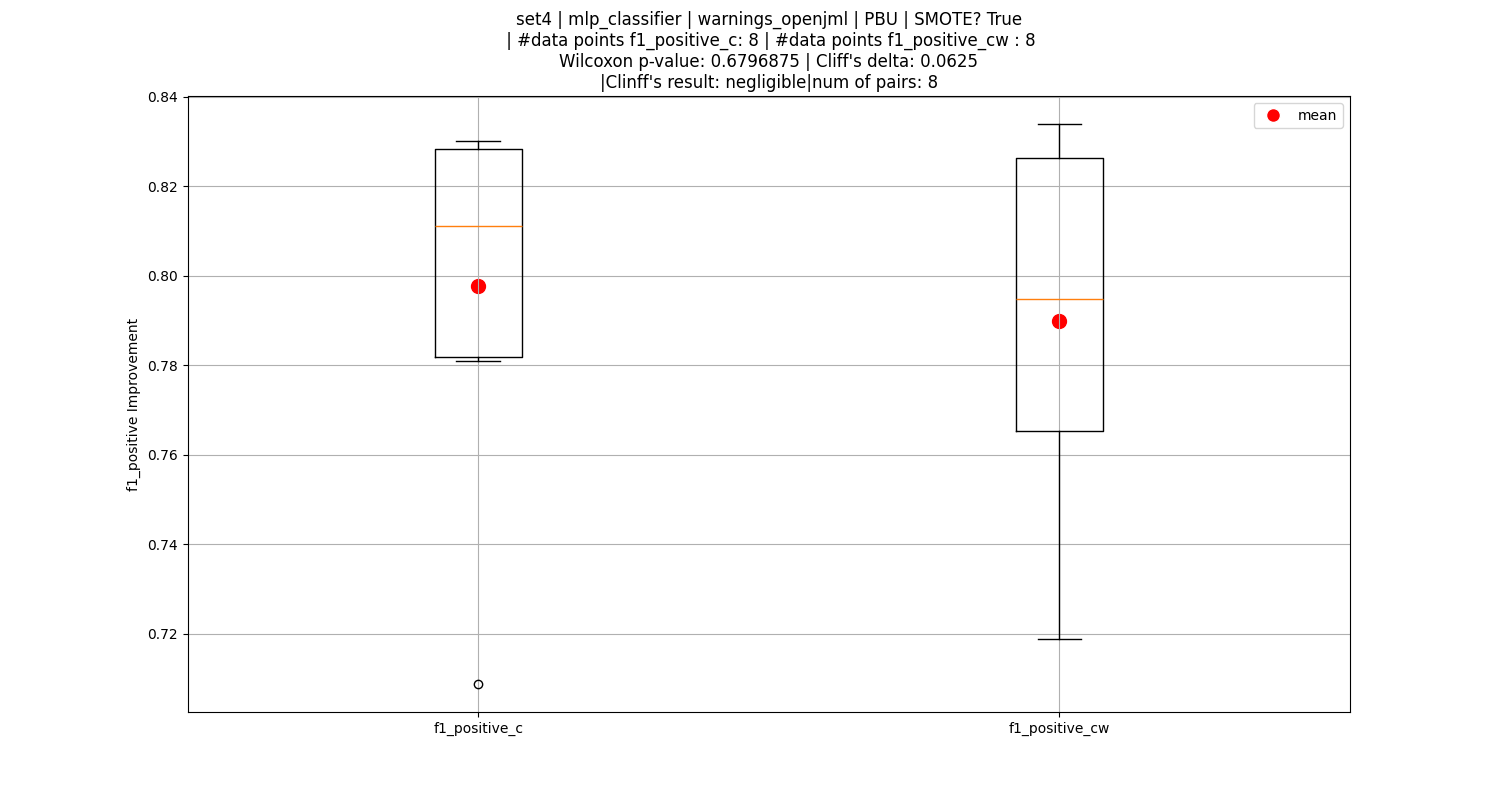 set4 | mlp_classifier | warnings_openjml | PBU | SMOTE? True
| #data points f1_positive_c: 8 | #data points f1_positive_cw : 8
Wilcoxon p-value: 0.6796875 | Cliff's delta: 0.0625
|Clinff's result: negligible|num of pairs: 8
mean
f1_positive Improvement
0.84
0.82
0.80
0.78
0.76
0.74
0.72
f1_positive_c
f1_positive_cw